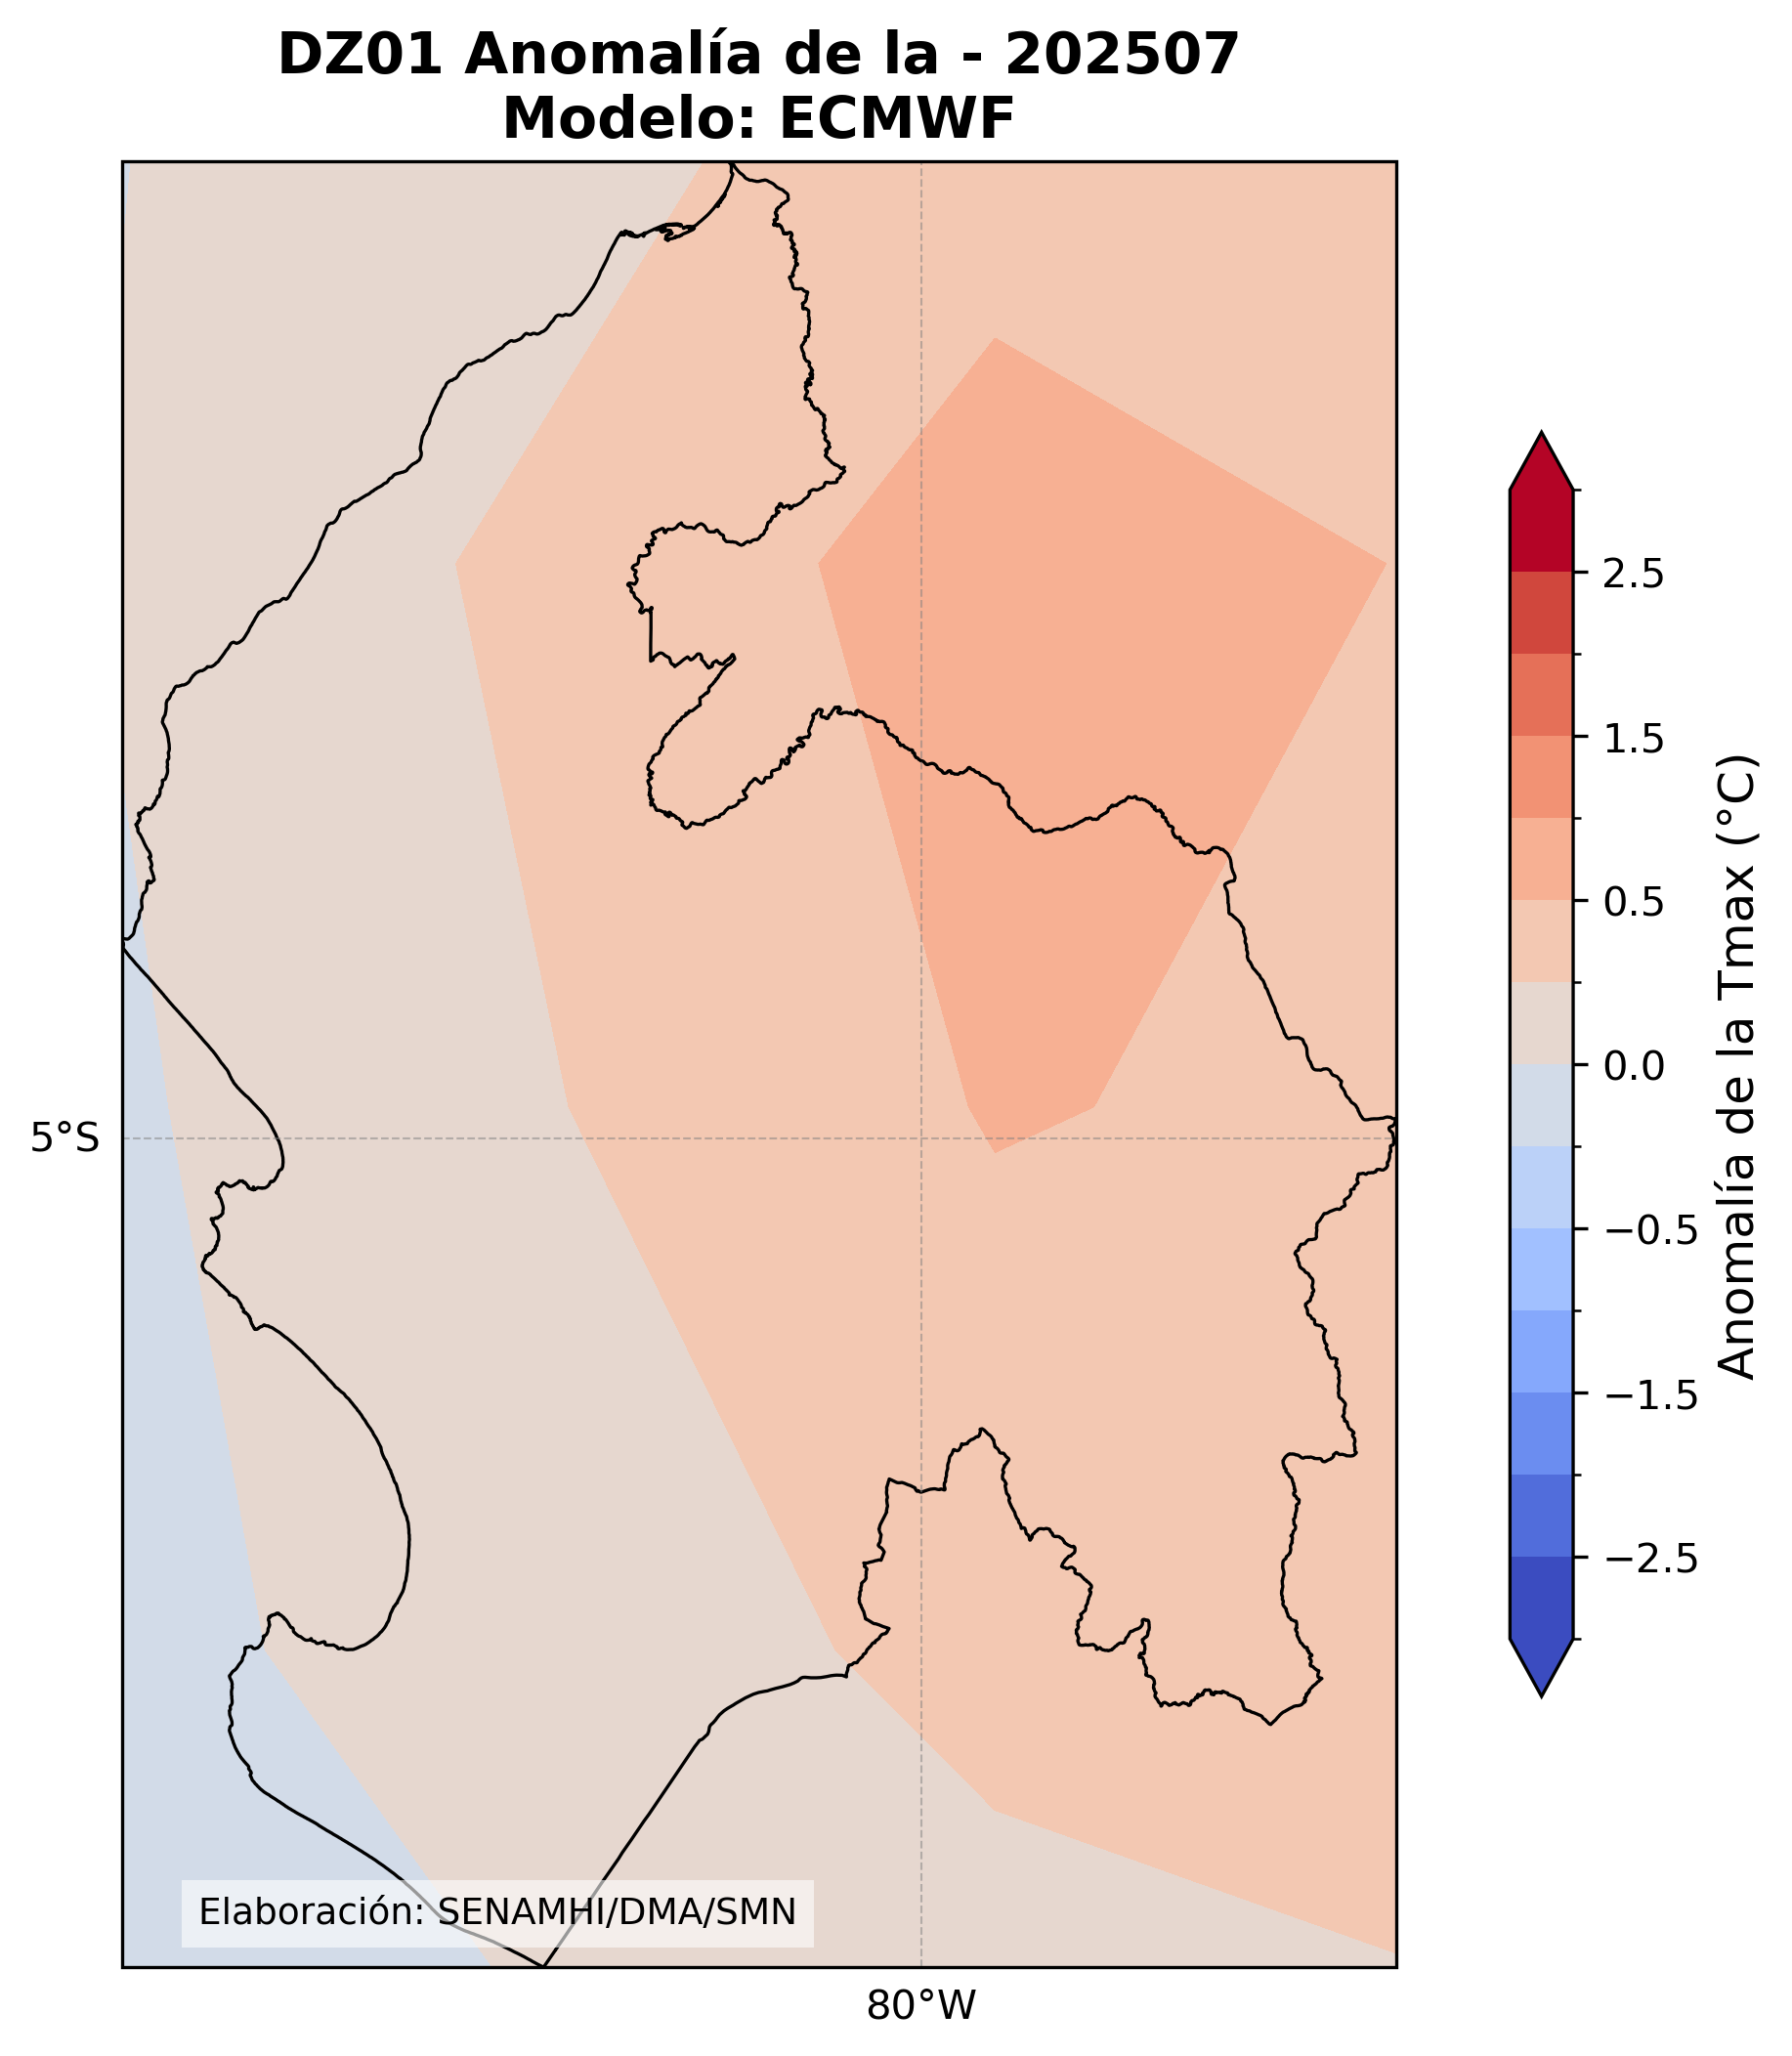 DZ01 Anomalía de la - 202507
Modelo: ECMWF
2.5
1.5
0.5
0.0
−0.5
−1.5
−2.5
Anomalía de la Tmax (°C)
5°S
80°W
Elaboración: SENAMHI/DMA/SMN